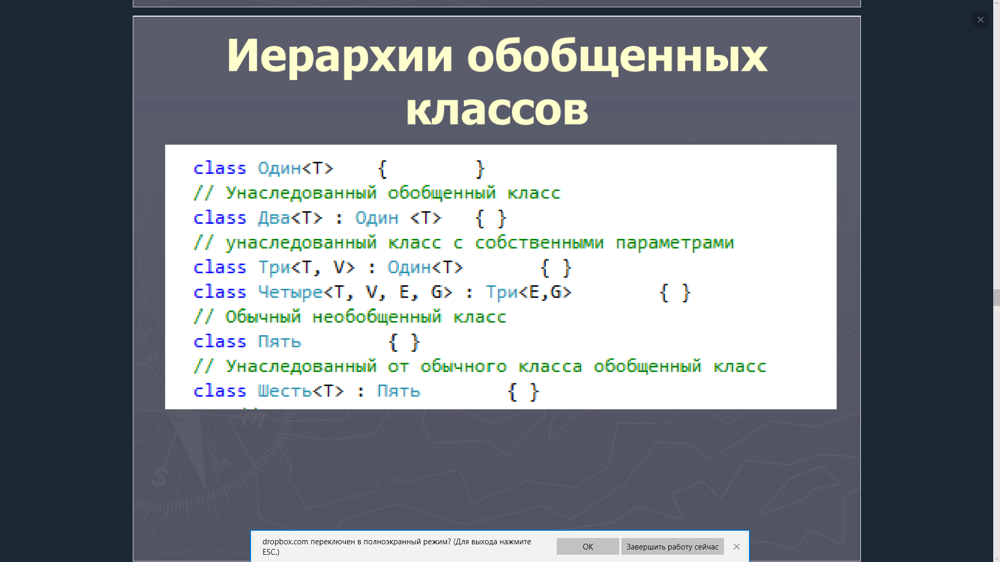 Иерархии обобщенных
классов
class Один<T> { }
// Унаследованный обобщенный класс
class Два<T> : Один <T> { }
// унаследованный класс с собственными параметрами
class Три<T, V> : Один<T> { }
class Четыре<T, V, E, G> : Три<E,G> { }
// Обычный необобщенный класс
class Пять { }
// Унаследованный от обычного класса обобщенный класс
class Шесть<T> : Пять { }
NW
SE
S
dropbox.com переключен в полноэкранный режим? (Для выхода нажмите
ESC.)
OK
Завершить работу сейчас